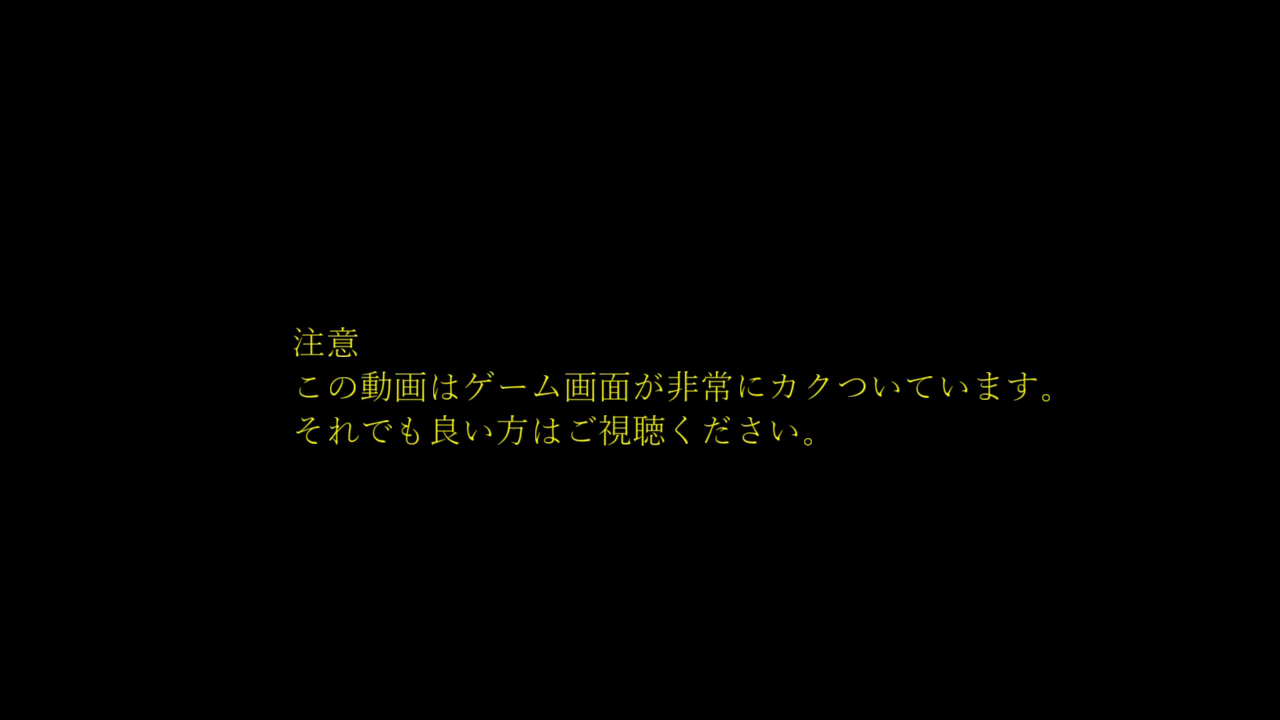 注意
この動画はゲーム画面が非常にカクついています。
それでも良い方はご視聴ください。